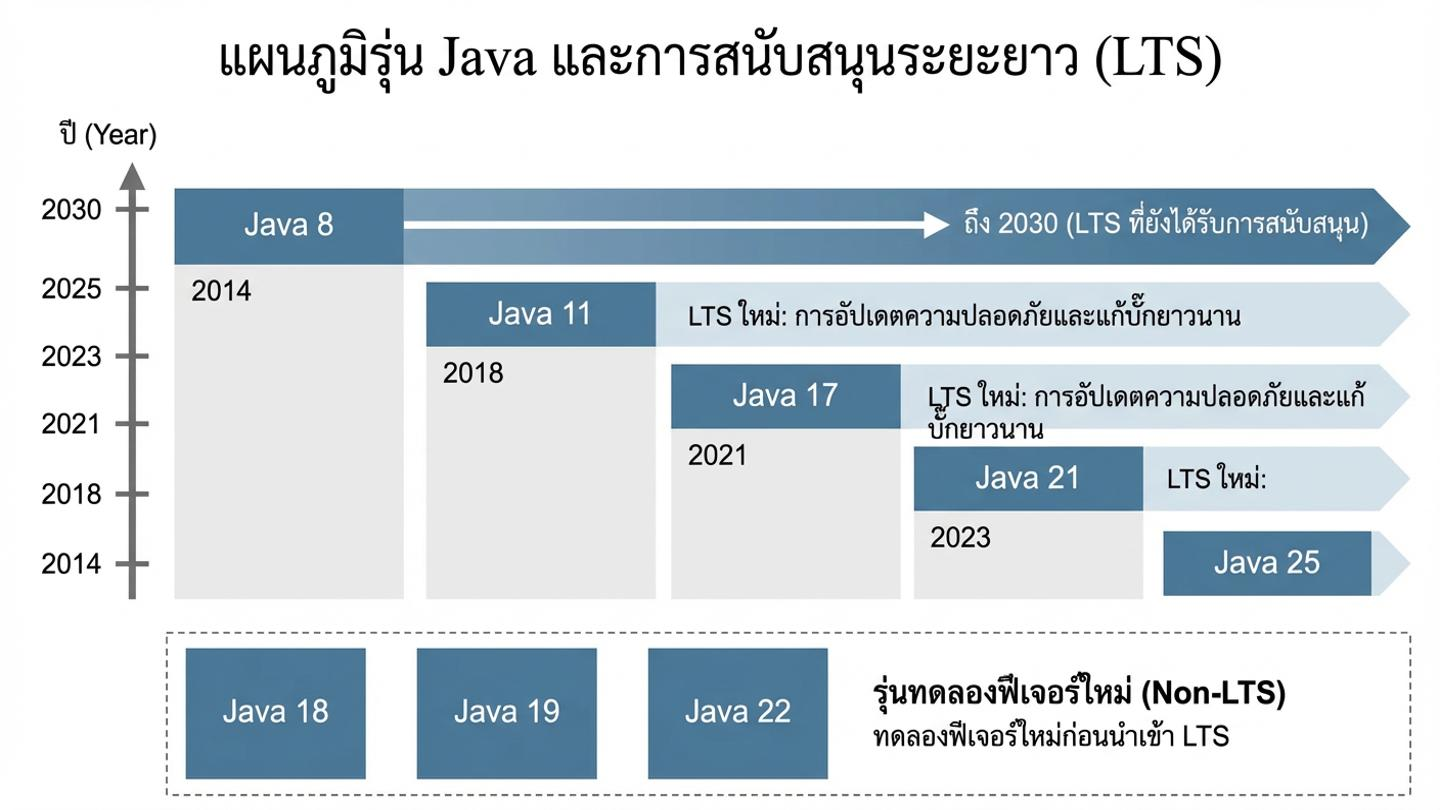 แผนภูมิรุ่น Java และการสนับสนุนระยะยาว (LTS)
ปี (Year)
2030
2025
2023
2021
2018
2014
Java 8
ถึง 2030 (LTS ที่ยังได้รับการสนับสนุน)
2014
Java 11
LTS ใหม่: การอัปเดตความปลอดภัยและแก้บั๊กยาวนาน
2018
Java 17
LTS ใหม่: การอัปเดตความปลอดภัยและแก้
บั๊กยาวนาน
2021
Java 21
LTS ใหม่:
2023
Java 25
Java 18
Java 19
Java 22
รุ่นทดลองฟีเจอร์ใหม่ (Non-LTS)
ทดลองฟีเจอร์ใหม่ก่อนนำเข้า LTS